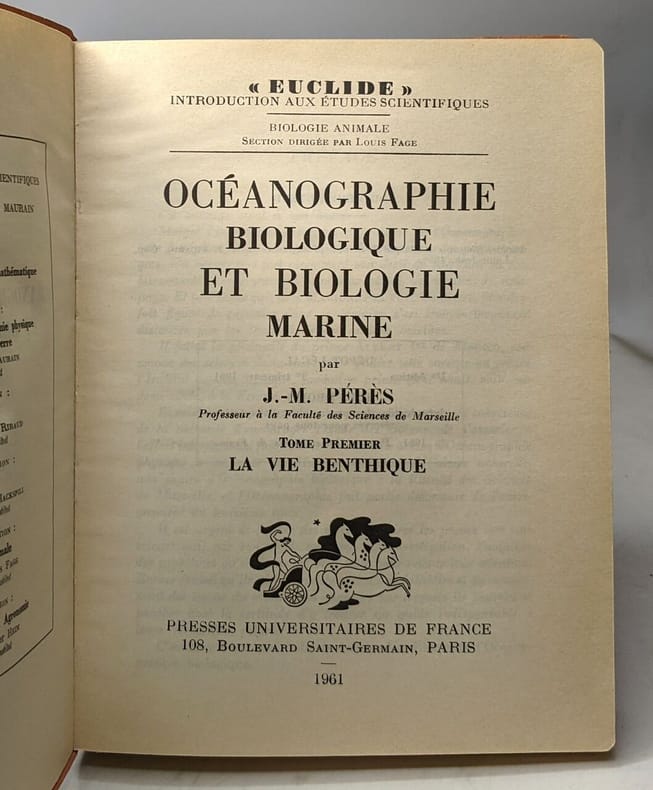 « EUCLIDE »
INTRODUCTION AUX ÉTUDES SCIENTIFIQUES
BIOLOGIE ANIMALE
SECTION DIRIGÉE PAR LOUIS FAGE
OCÉANOGRAPHIE
BIOLOGIQUE
ET BIOLOGIE
MARINE
par
J.-M. PÉRÈS
Professeur à la Faculté des Sciences de Marseille
TOME PREMIER
LA VIE BENTHIQUE
PRESSES UNIVERSITAIRES DE FRANCE
108, BOULEVARD SAINT-GERMAIN, PARIS
1961
MAURIN
Agronomie